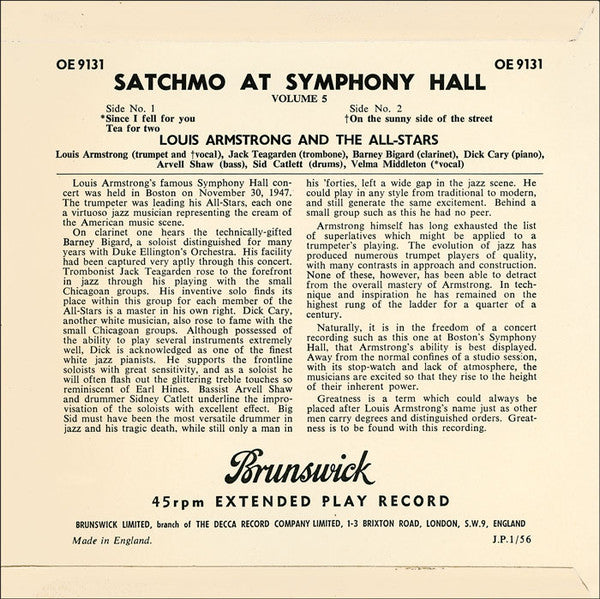 OE 9131
OE 9131
SATCHMO AT SYMPHONY HALL
VOLUME 5
Side No. 1
*Since I fell for you
Tea for two
Side No. 2
†On the sunny side of the street
LOUIS ARMSTRONG AND THE ALL-STARS
Louis Armstrong (trumpet and †vocal), Jack Teagarden (trombone), Barney Bigard (clarinet), Dick Cary (piano),
Arvell Shaw (bass), Sid Catlett (drums), Velma Middleton (*vocal)
Louis Armstrong's famous Symphony Hall con-
cert was held in Boston on November 30, 1947.
The trumpeter was leading his All-Stars, each one
a virtuoso jazz musician representing the cream of
the American music scene.
On clarinet one hears the technically-gifted
Barney Bigard, a soloist distinguished for many
years with Duke Ellington's Orchestra. His facility
had been captured very aptly through this concert.
Trombonist Jack Teagarden rose to the forefront
in jazz through his playing with the small
Chicagoan groups. His inventive solo finds its
place within this group for each member of the
All-Stars is a master in his own right. Dick Cary,
another white musician, also rose to fame with the
small Chicagoan groups. Although possessed of
the ability to play several instruments extremely
well, Dick is acknowledged as one of the finest
white jazz pianists. He supports the frontline
soloists with great sensitivity, and as a soloist he
will often flash out the glittering treble touches so
reminiscent of Earl Hines. Bassist Arvell Shaw
and drummer Sidney Catlett underline the impro-
visation of the soloists with excellent effect. Big
Sid must have been the most versatile drummer in
jazz and his tragic death, while still only a man in
his 'forties, left a wide gap in the jazz scene. He
could play in any style from traditional to modern,
and still generate the same excitement. Behind a
small group such as this he had no peer.
Armstrong himself has long exhausted the list
of superlatives which might be applied to a
trumpeter's playing. The evolution of jazz has
produced numerous trumpet players of quality,
with many contrasts in approach and construction.
None of these, however, has been able to detract
from the overall mastery of Armstrong. In tech-
nique and inspiration he has remained on the
highest rung of the ladder for a quarter of a
century.
Naturally, it is in the freedom of a concert
recording such as this one at Boston's Symphony
Hall, that Armstrong's ability is best displayed.
Away from the normal confines of a studio session,
with its stop-watch and lack of atmosphere, the
musicians are excited so that they rise to the height
of their inherent power.
Greatness is a term which could always be
placed after Louis Armstrong's name just as other
men carry degrees and distinguished orders. Great-
ness is to be found with this recording.
Brunswick
45rpm EXTENDED PLAY RECORD
BRUNSWICK LIMITED, branch of THE DECCA RECORD COMPANY LIMITED, 1-3 BRIXTON ROAD, LONDON, S.W.9, ENGLAND
Made in England.
J.P.1/56